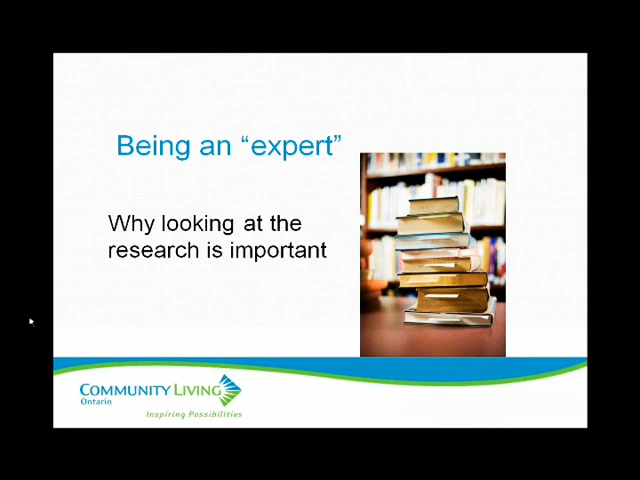 Being an “expert”
Why looking at the
research is important
COMMUNITY LIVING
Ontario
Inspiring Possibilities